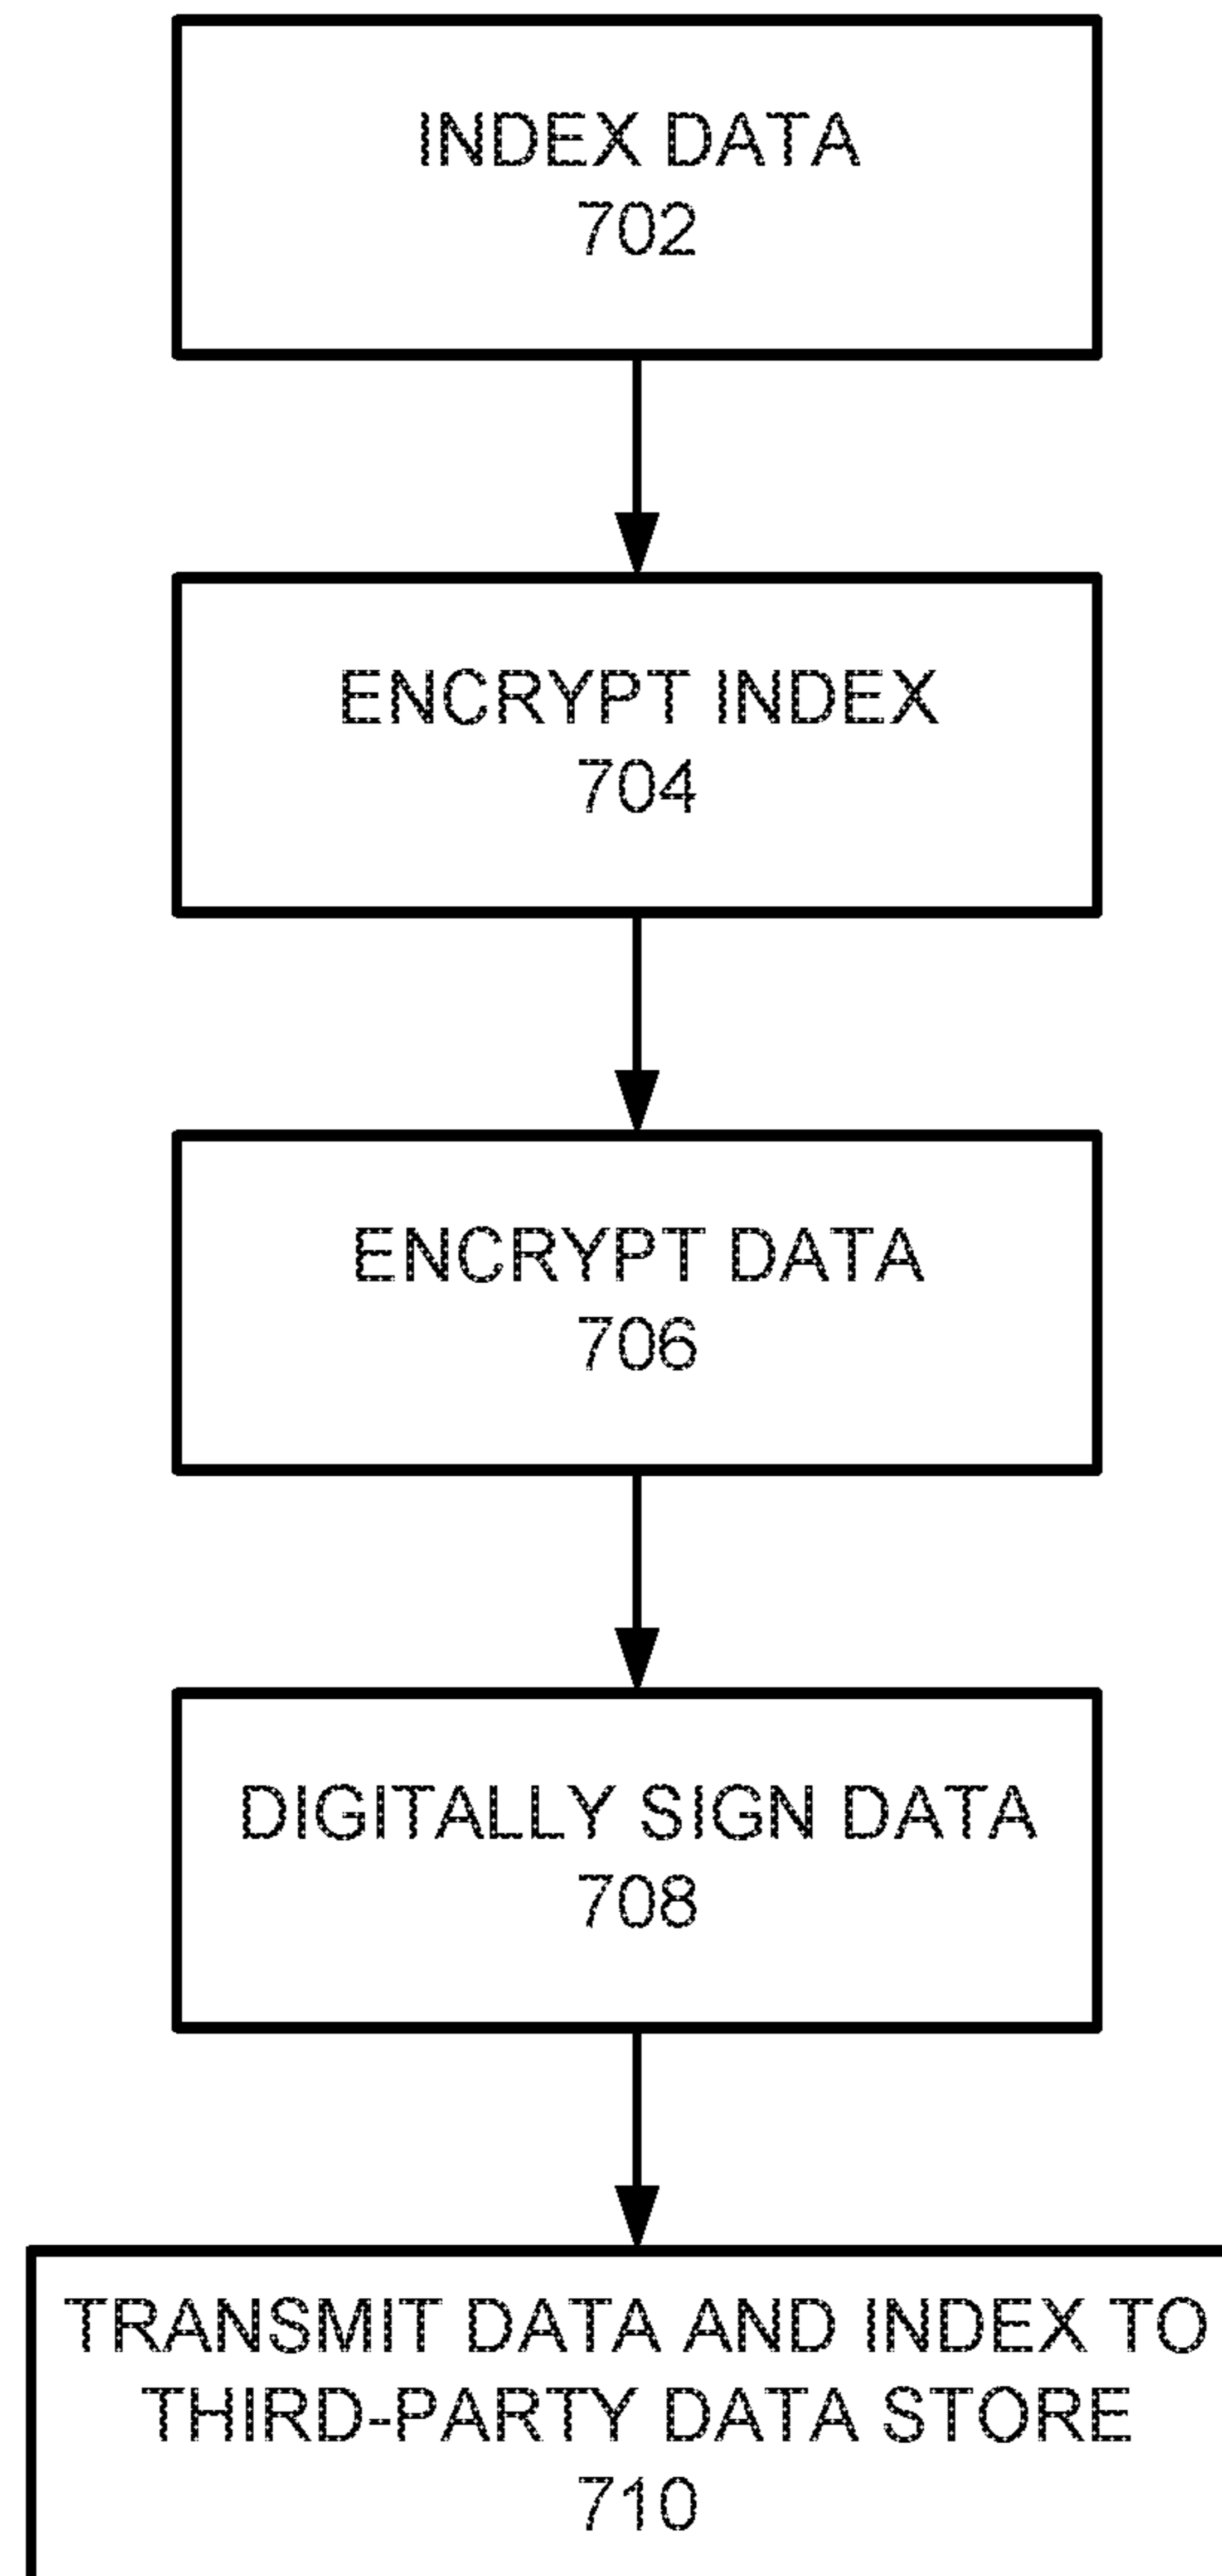 INDEX DATA
702
ENCRYPT INDEX
704
ENCRYPT DATA
706
DIGITALLY SIGN DATA
708
TRANSMIT DATA AND INDEX TO
THIRD-PARTY DATA STORE
710